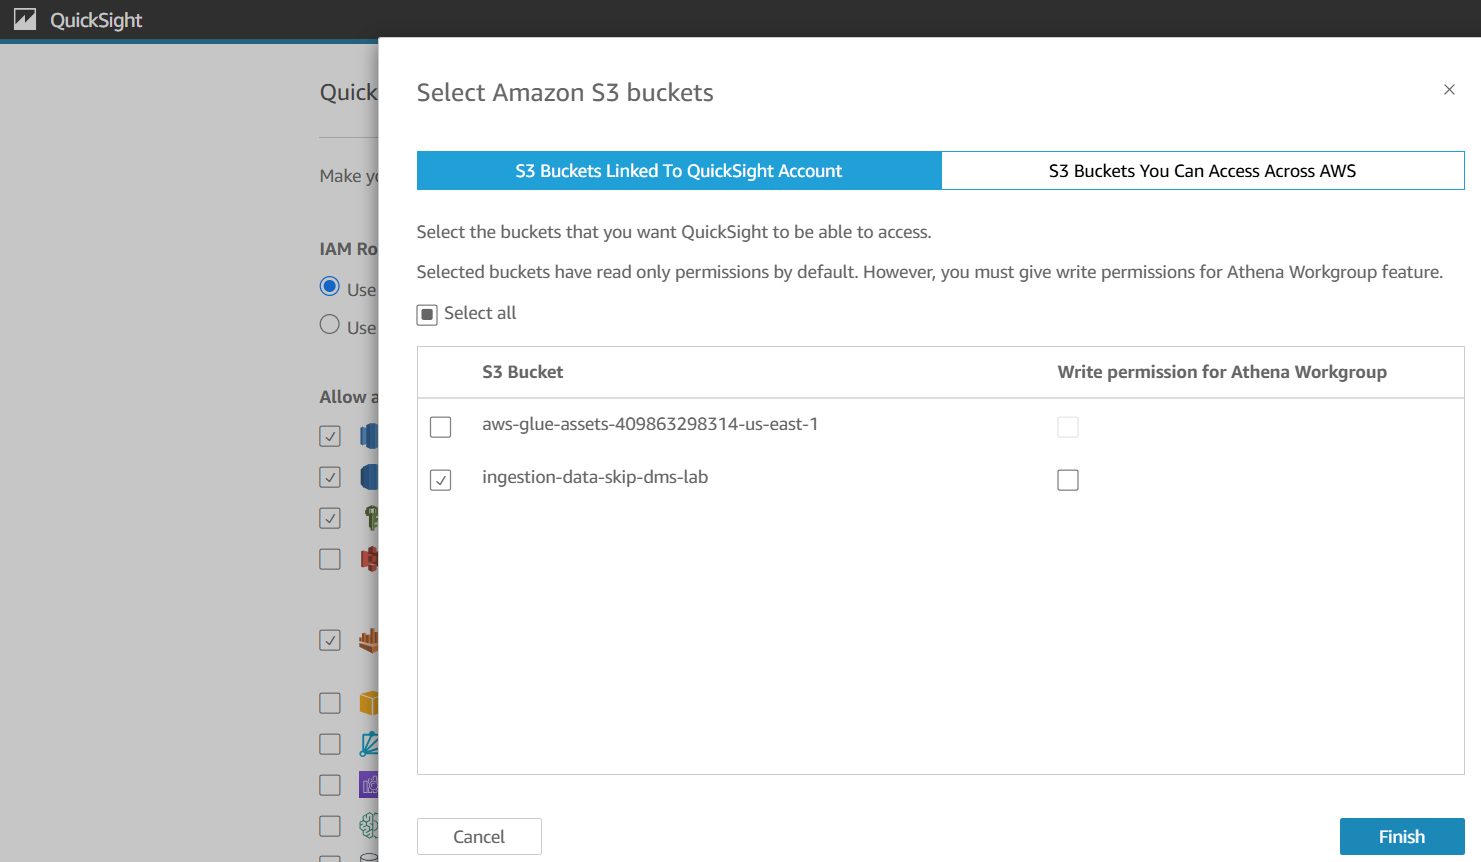 QuickSight
Quick
Select Amazon S3 buckets
S3 Buckets Linked To QuickSight Account
S3 Buckets You Can Access Across AWS
Make yo
Select the buckets that you want QuickSight to be able to access.
IAM Ro
Selected buckets have read only permissions by default. However, you must give write permissions for Athena Workgroup feature.
Use
Select all
Use
S3 Bucket
Write permission for Athena Workgroup
Allow a
aws-glue-assets-409863298314-us-east-1
ingestion-data-skip-dms-lab
Cancel
Finish